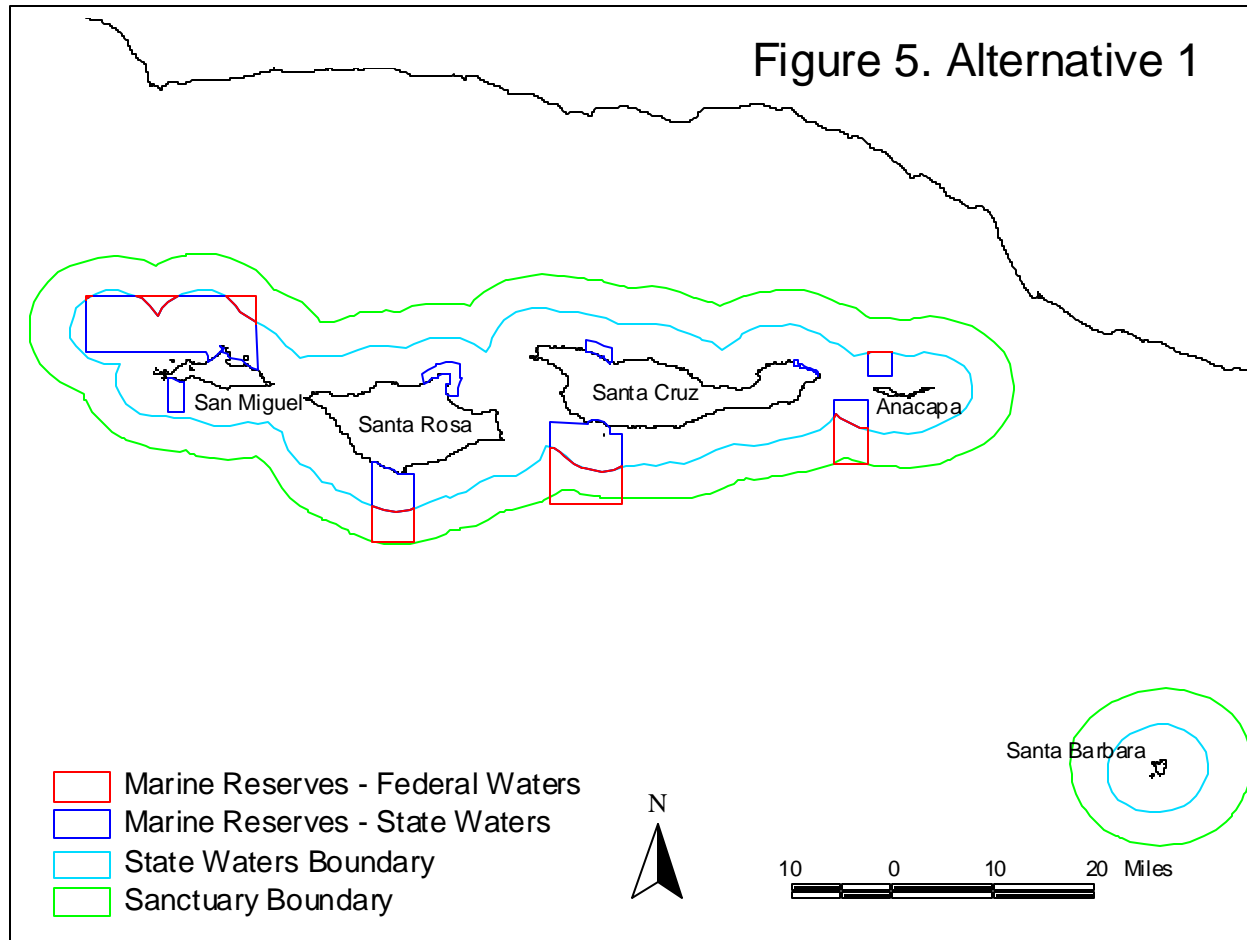 Figure 5. Alternative 1
San Miguel
Santa Rosa
Santa Cruz
Anacapa
Santa Barbara
Marine Reserves - Federal Waters
Marine Reserves - State Waters
State Waters Boundary
Sanctuary Boundary
N
10 0 10 20 Miles